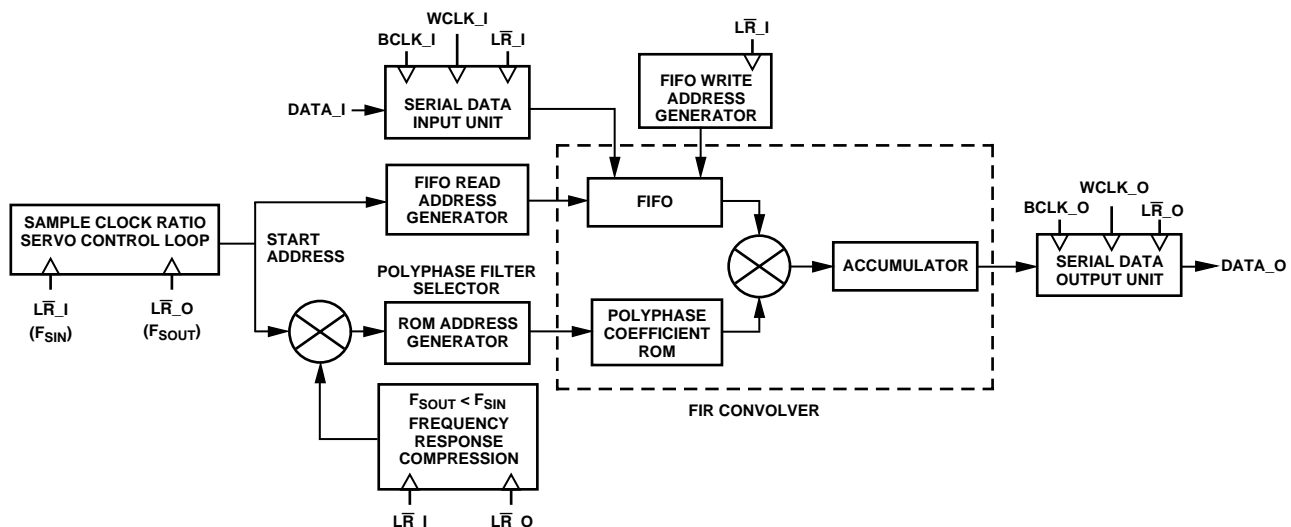 WCLK_I
BCLK_I
LR̅_I
DATA_I
SERIAL DATA
INPUT UNIT
LR̅_I
FIFO WRITE
ADDRESS
GENERATOR
SAMPLE CLOCK RATIO
SERVO CONTROL LOOP
LR̅_I
(FSIN)
LR̅_O
(FSOUT)
START
ADDRESS
FIFO READ
ADDRESS
GENERATOR
POLYPHASE FILTER
SELECTOR
ROM ADDRESS
GENERATOR
FSOUT < FSIN
FREQUENCY
RESPONSE
COMPRESSION
LR̅_I
LR̅_O
FIFO
POLYPHASE
COEFFICIENT
ROM
ACCUMULATOR
FIR CONVOLVER
WCLK_O
BCLK_O
LR̅_O
SERIAL DATA
OUTPUT UNIT
DATA_O